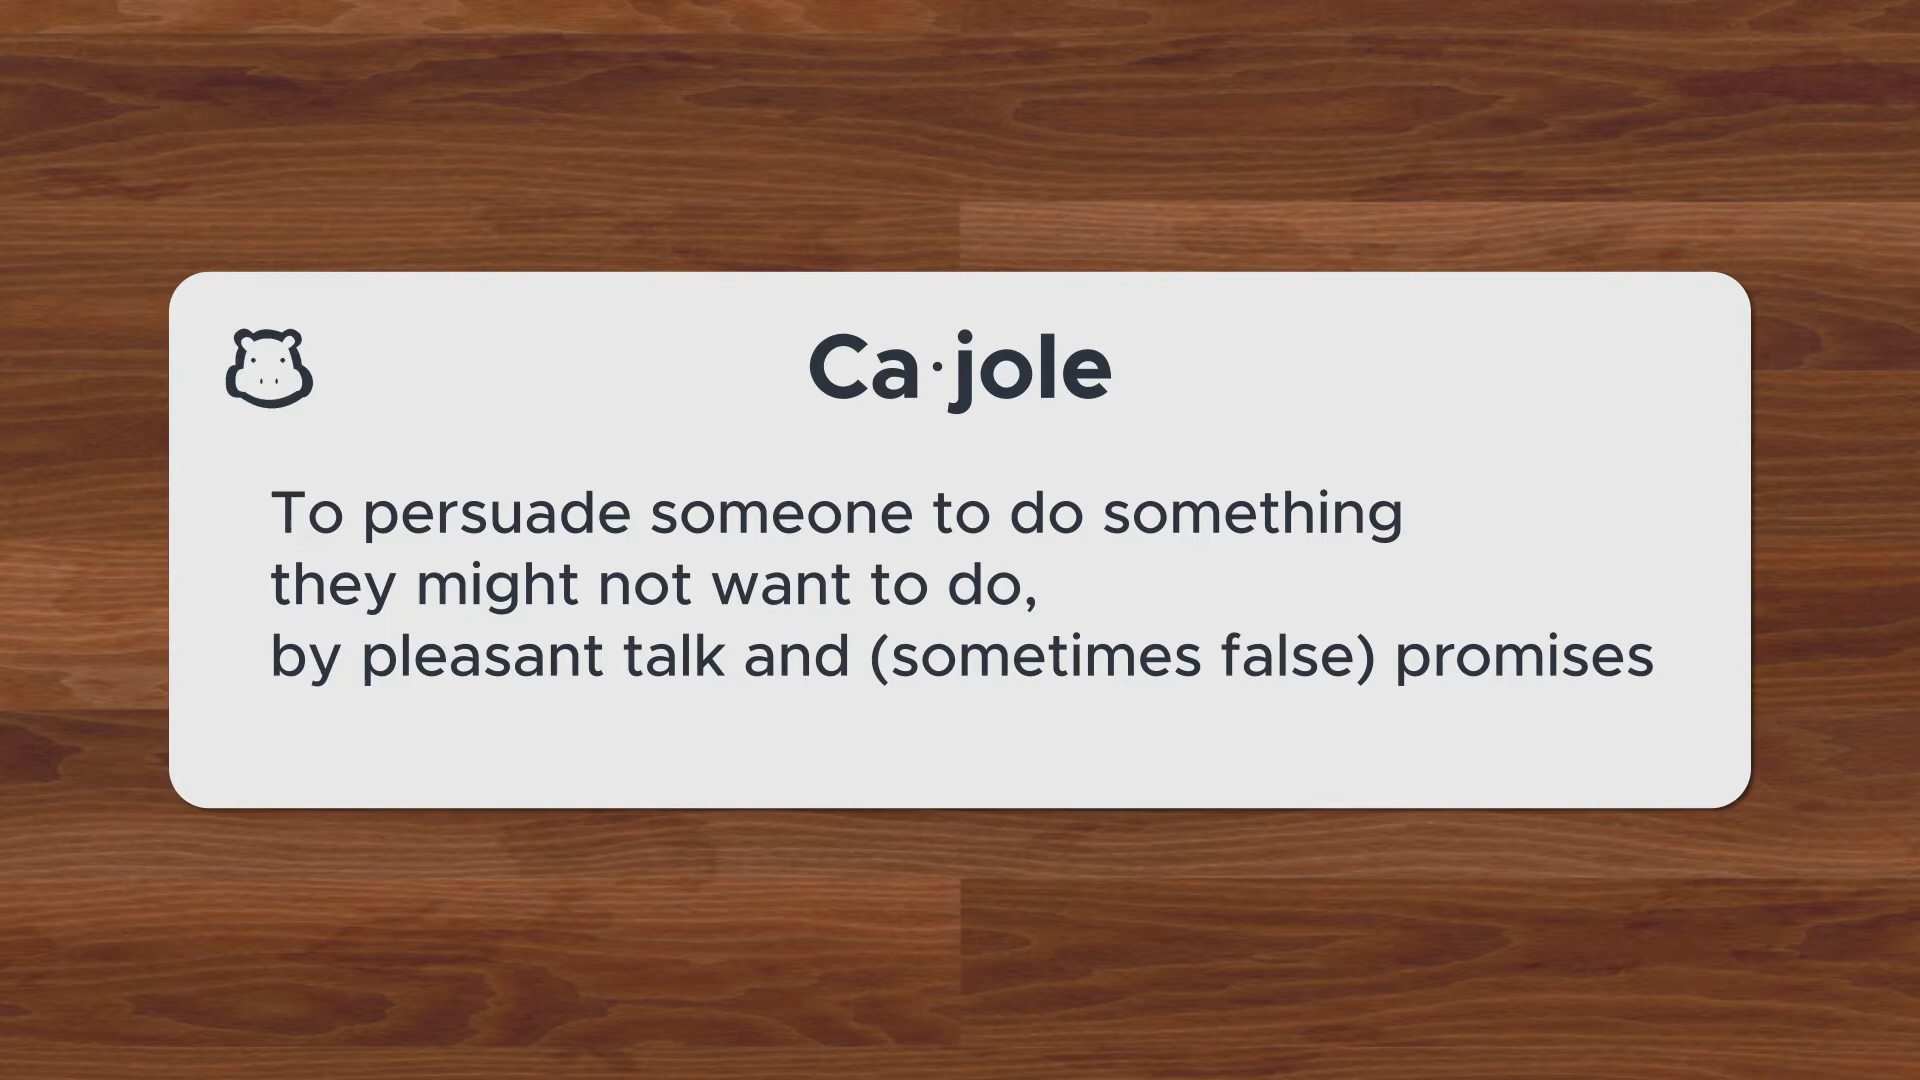 Ca·jole
To persuade someone to do something
they might not want to do,
by pleasant talk and (sometimes false) promises